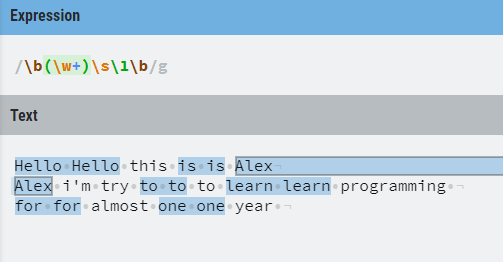 Expression
/\b(\w+)\s\1\b/g
Text
Hello Hello this is is Alex
Alex i'm try to to to learn learn programming
for for almost one one year